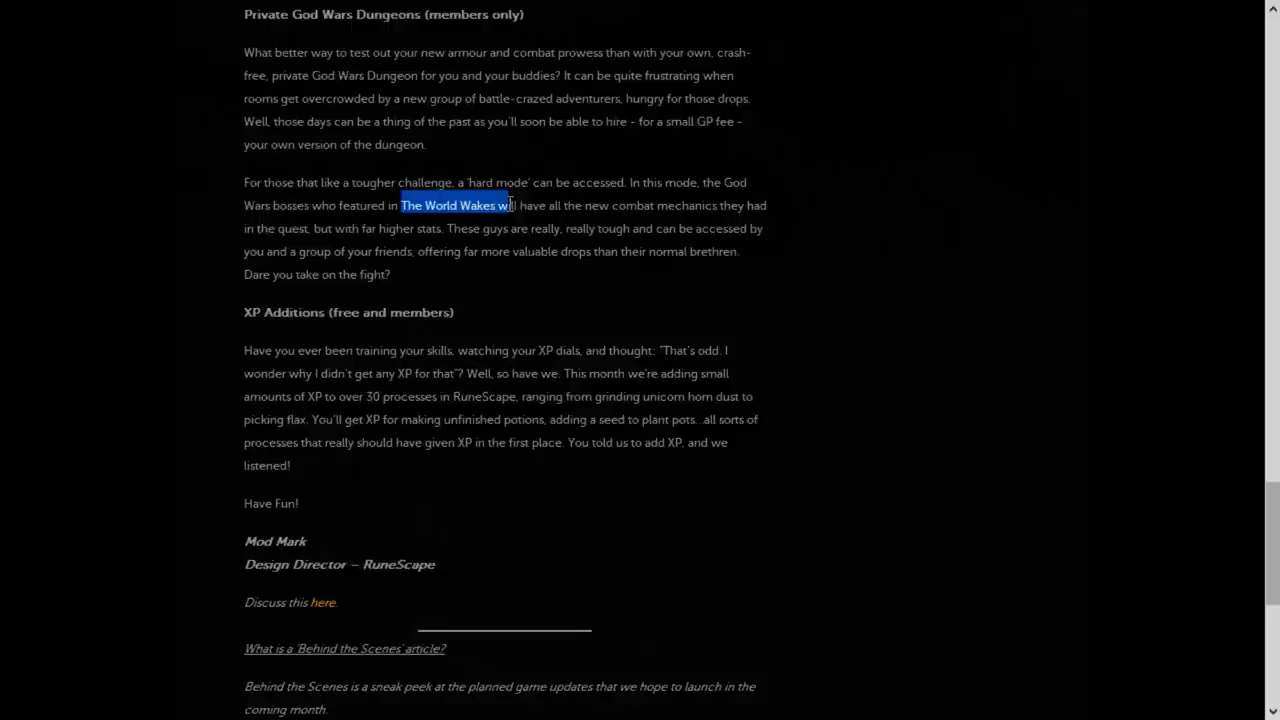 Private God Wars Dungeons (members only)
What better way to test out your new armour and combat prowess than with your own, crash-
free, private God Wars Dungeon for you and your buddies? It can be quite frustrating when
rooms get overcrowded by a new group of battle-crazed adventurers, hungry for those drops.
Well, those days can be a thing of the past as you'll soon be able to hire - for a small GP fee -
your own version of the dungeon.
For those that like a tougher challenge, a 'hard mode' can be accessed. In this mode, the God
Wars bosses who featured in The World Wakes will have all the new combat mechanics they had
in the quest, but with far higher stats. These guys are really, really tough and can be accessed by
you and a group of your friends, offering far more valuable drops than their normal brethren.
Dare you take on the fight?
XP Additions (free and members)
Have you ever been training your skills, watching your XP dials, and thought: "That's odd. I
wonder why I didn't get any XP for that"? Well, so have we. This month we're adding small
amounts of XP to over 30 processes in RuneScape, ranging from grinding unicorn horn dust to
picking flax. You'll get XP for making unfinished potions, adding a seed to plant pots...all sorts of
processes that really should have given XP in the first place. You told us to add XP, and we
listened!
Have Fun!
Mod Mark
Design Director – RuneScape
Discuss this here.
What is a 'Behind the Scenes' article?
Behind the Scenes is a sneak peek at the planned game updates that we hope to launch in the
coming month.